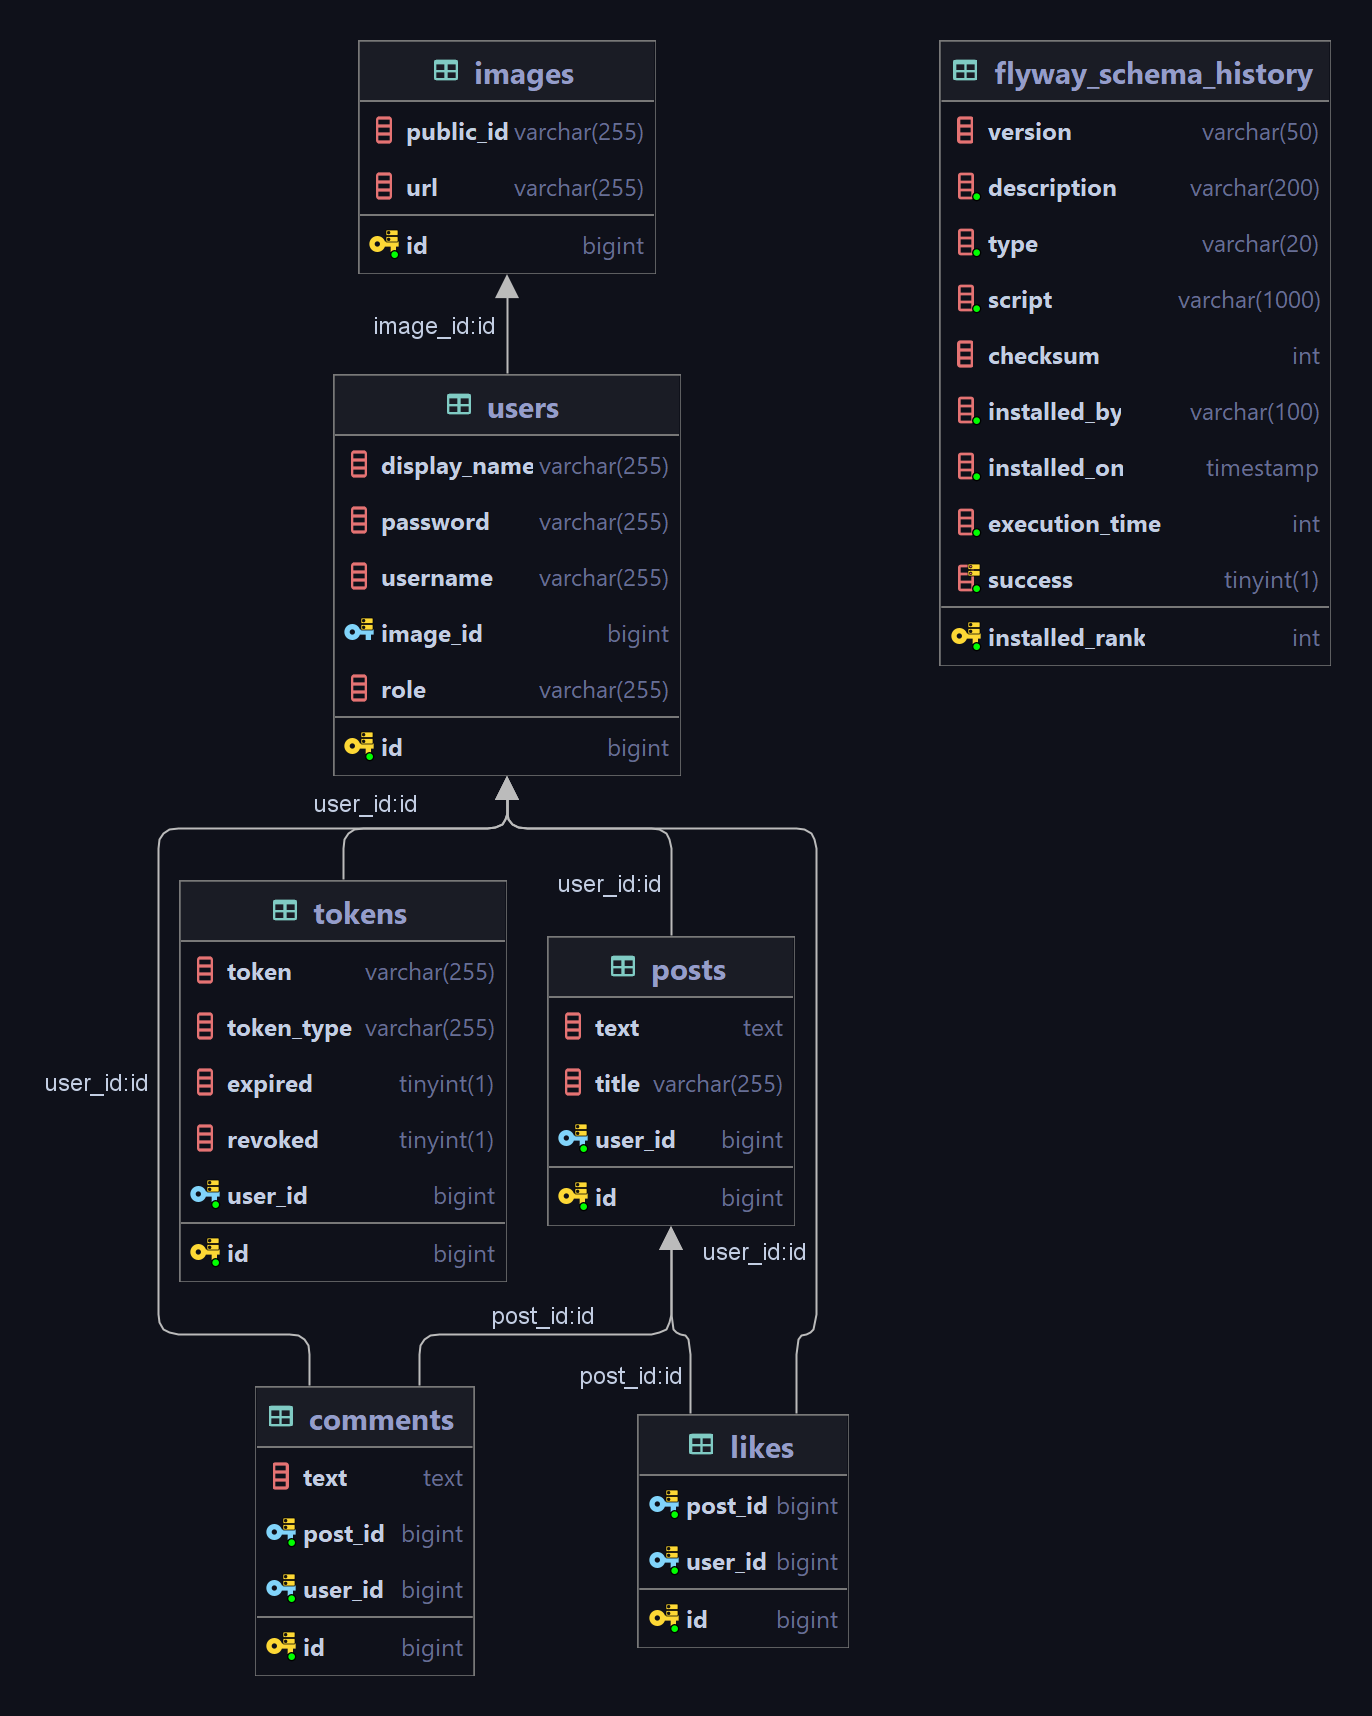 images
public_id varchar(255)
url varchar(255)
id bigint
image_id:id
users
display_name varchar(255)
password varchar(255)
username varchar(255)
image_id bigint
role varchar(255)
id bigint
user_id:id
user_id:id
user_id:id
user_id:id
tokens
token varchar(255)
token_type varchar(255)
expired tinyint(1)
revoked tinyint(1)
user_id bigint
id bigint
posts
text text
title varchar(255)
user_id bigint
id bigint
post_id:id
post_id:id
comments
text text
post_id bigint
user_id bigint
id bigint
likes
post_id bigint
user_id bigint
id bigint
flyway_schema_history
version varchar(50)
description varchar(200)
type varchar(20)
script varchar(1000)
checksum int
installed_by varchar(100)
installed_on timestamp
execution_time int
success tinyint(1)
installed_rank int